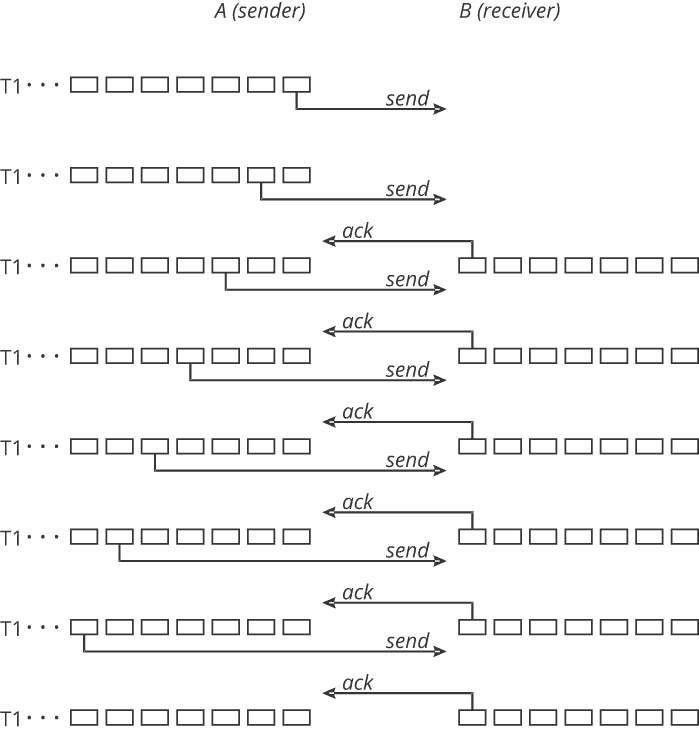 A (sender) B (receiver)
T1··· send
T1··· send
ack
T1··· send
ack
T1··· send
ack
T1··· send
ack
T1··· send
ack
T1··· send
ack
T1···